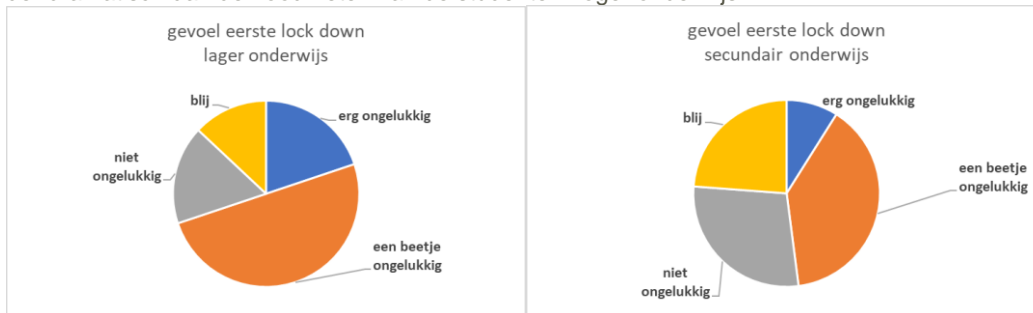 gevoel eerste lock down
lager onderwijs
blij
erg ongelukkig
niet
ongelukkig
een beetje
ongelukkig
gevoel eerste lock down
secundair onderwijs
erg ongelukkig
blij
een beetje
ongelukkig
niet
ongelukkig